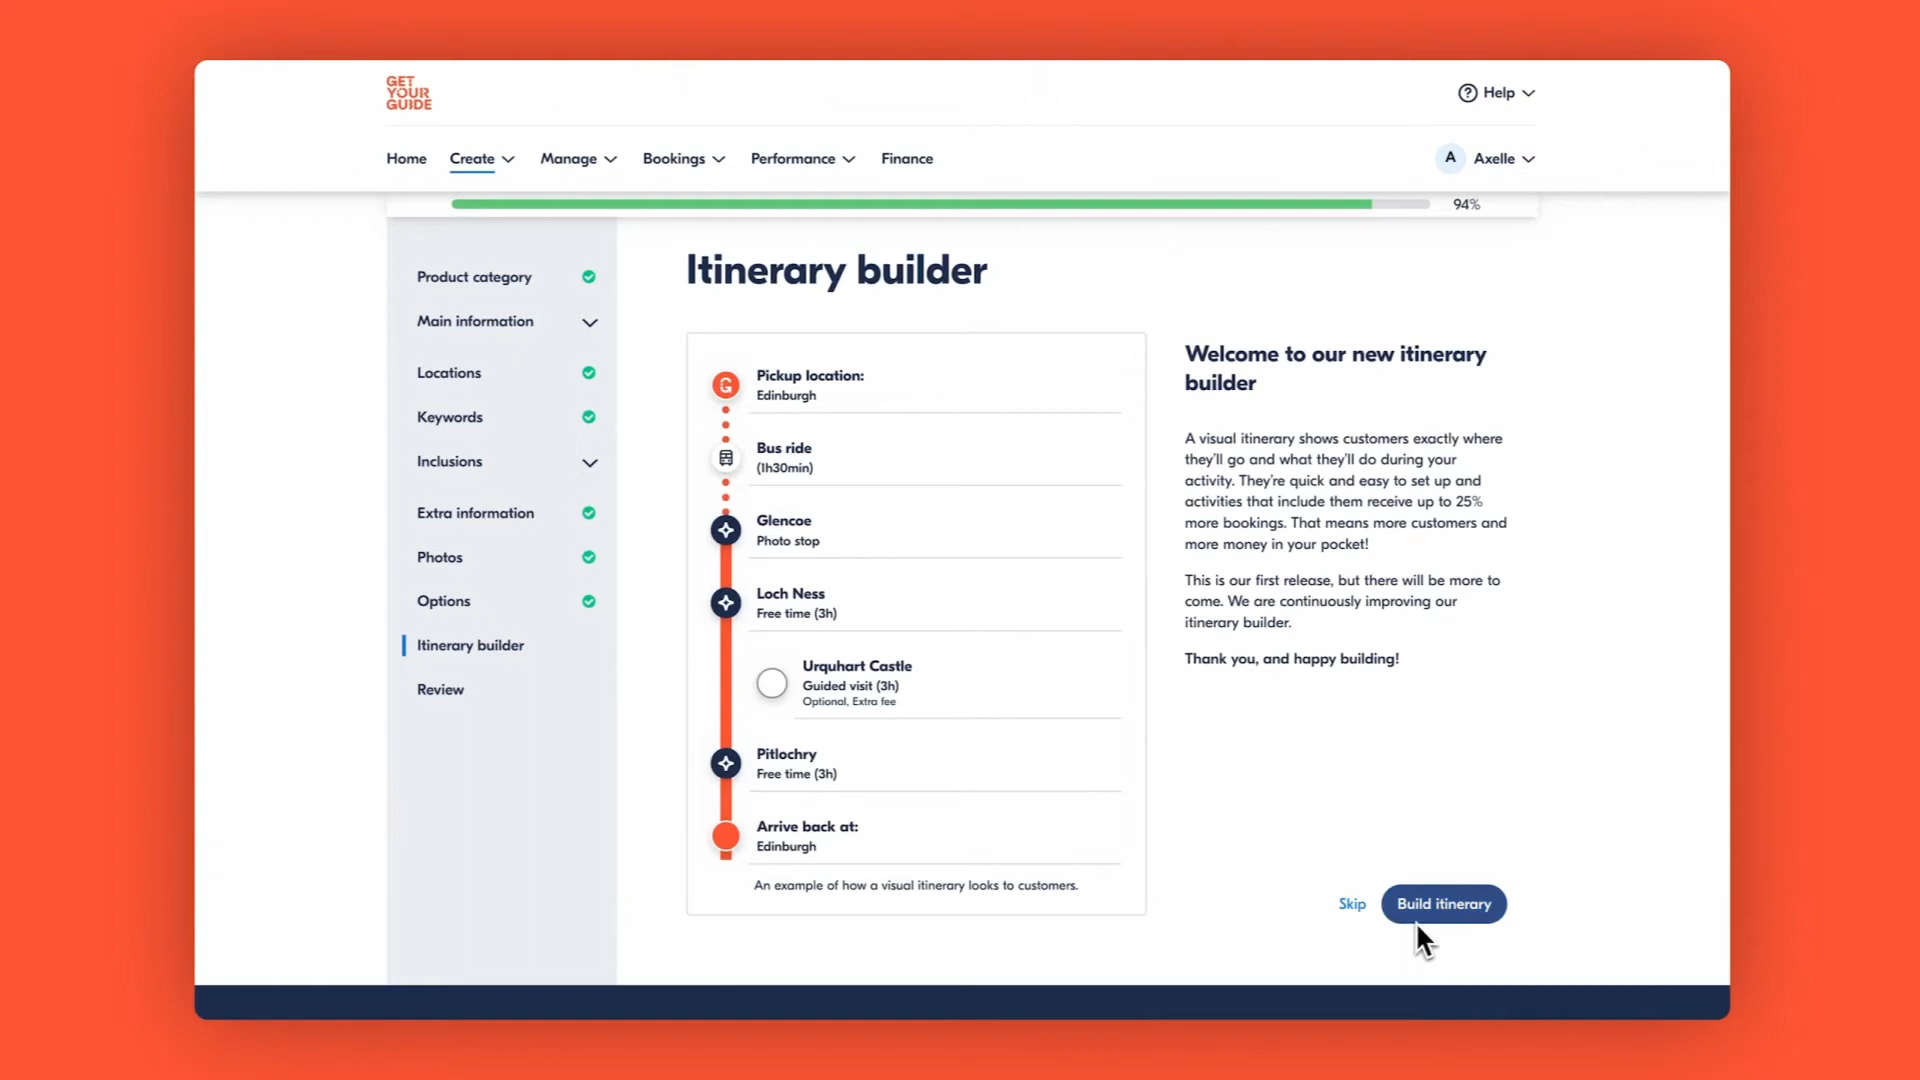 GET
YOUR
GUIDE
Help
Home
Create
Manage
Bookings
Performance
Finance
A
Axelle
94%
Product category
Main information
Locations
Keywords
Inclusions
Extra information
Photos
Options
Itinerary builder
Review
Itinerary builder
G
Pickup location:
Edinburgh
Bus ride
(1h30min)
Glencoe
Photo stop
Loch Ness
Free time (3h)
Urquhart Castle
Guided visit (3h)
Optional, Extra fee
Pitlochry
Free time (3h)
Arrive back at:
Edinburgh
An example of how a visual itinerary looks to customers.
Welcome to our new itinerary
builder
A visual itinerary shows customers exactly where
they'll go and what they'll do during your
activity. They're quick and easy to set up and
activities that include them receive up to 25%
more bookings. That means more customers and
more money in your pocket!
This is our first release, but there will be more to
come. We are continuously improving our
itinerary builder.
Thank you, and happy building!
Skip
Build itinerary